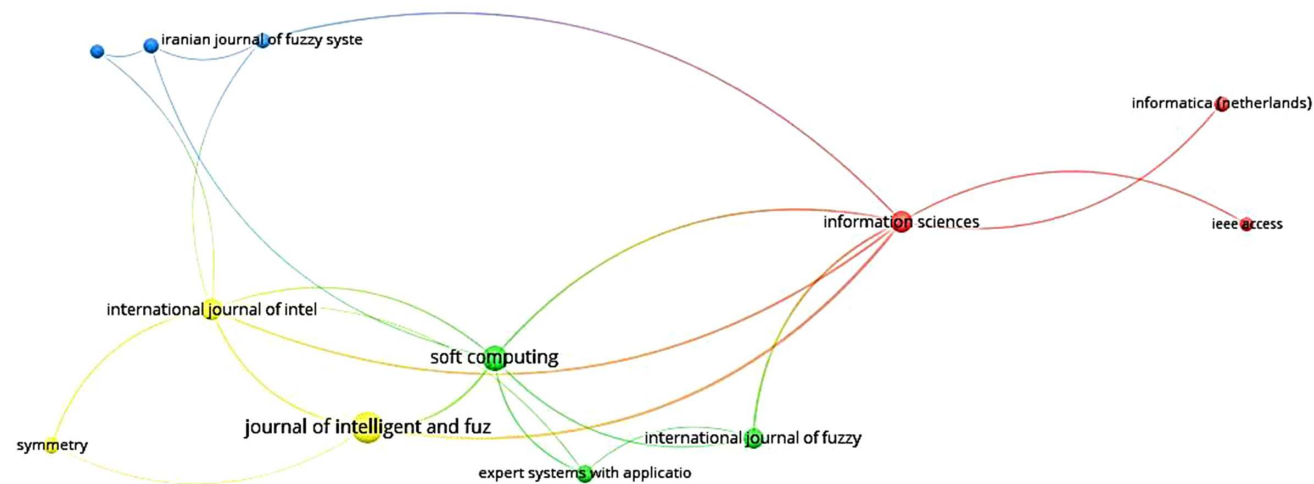 iranian journal of fuzzy syste
informatica (netherlands)
information sciences
ieee access
international journal of intel
soft computing
journal of intelligent and fuz
international journal of fuzzy
symmetry
expert systems with applicatio